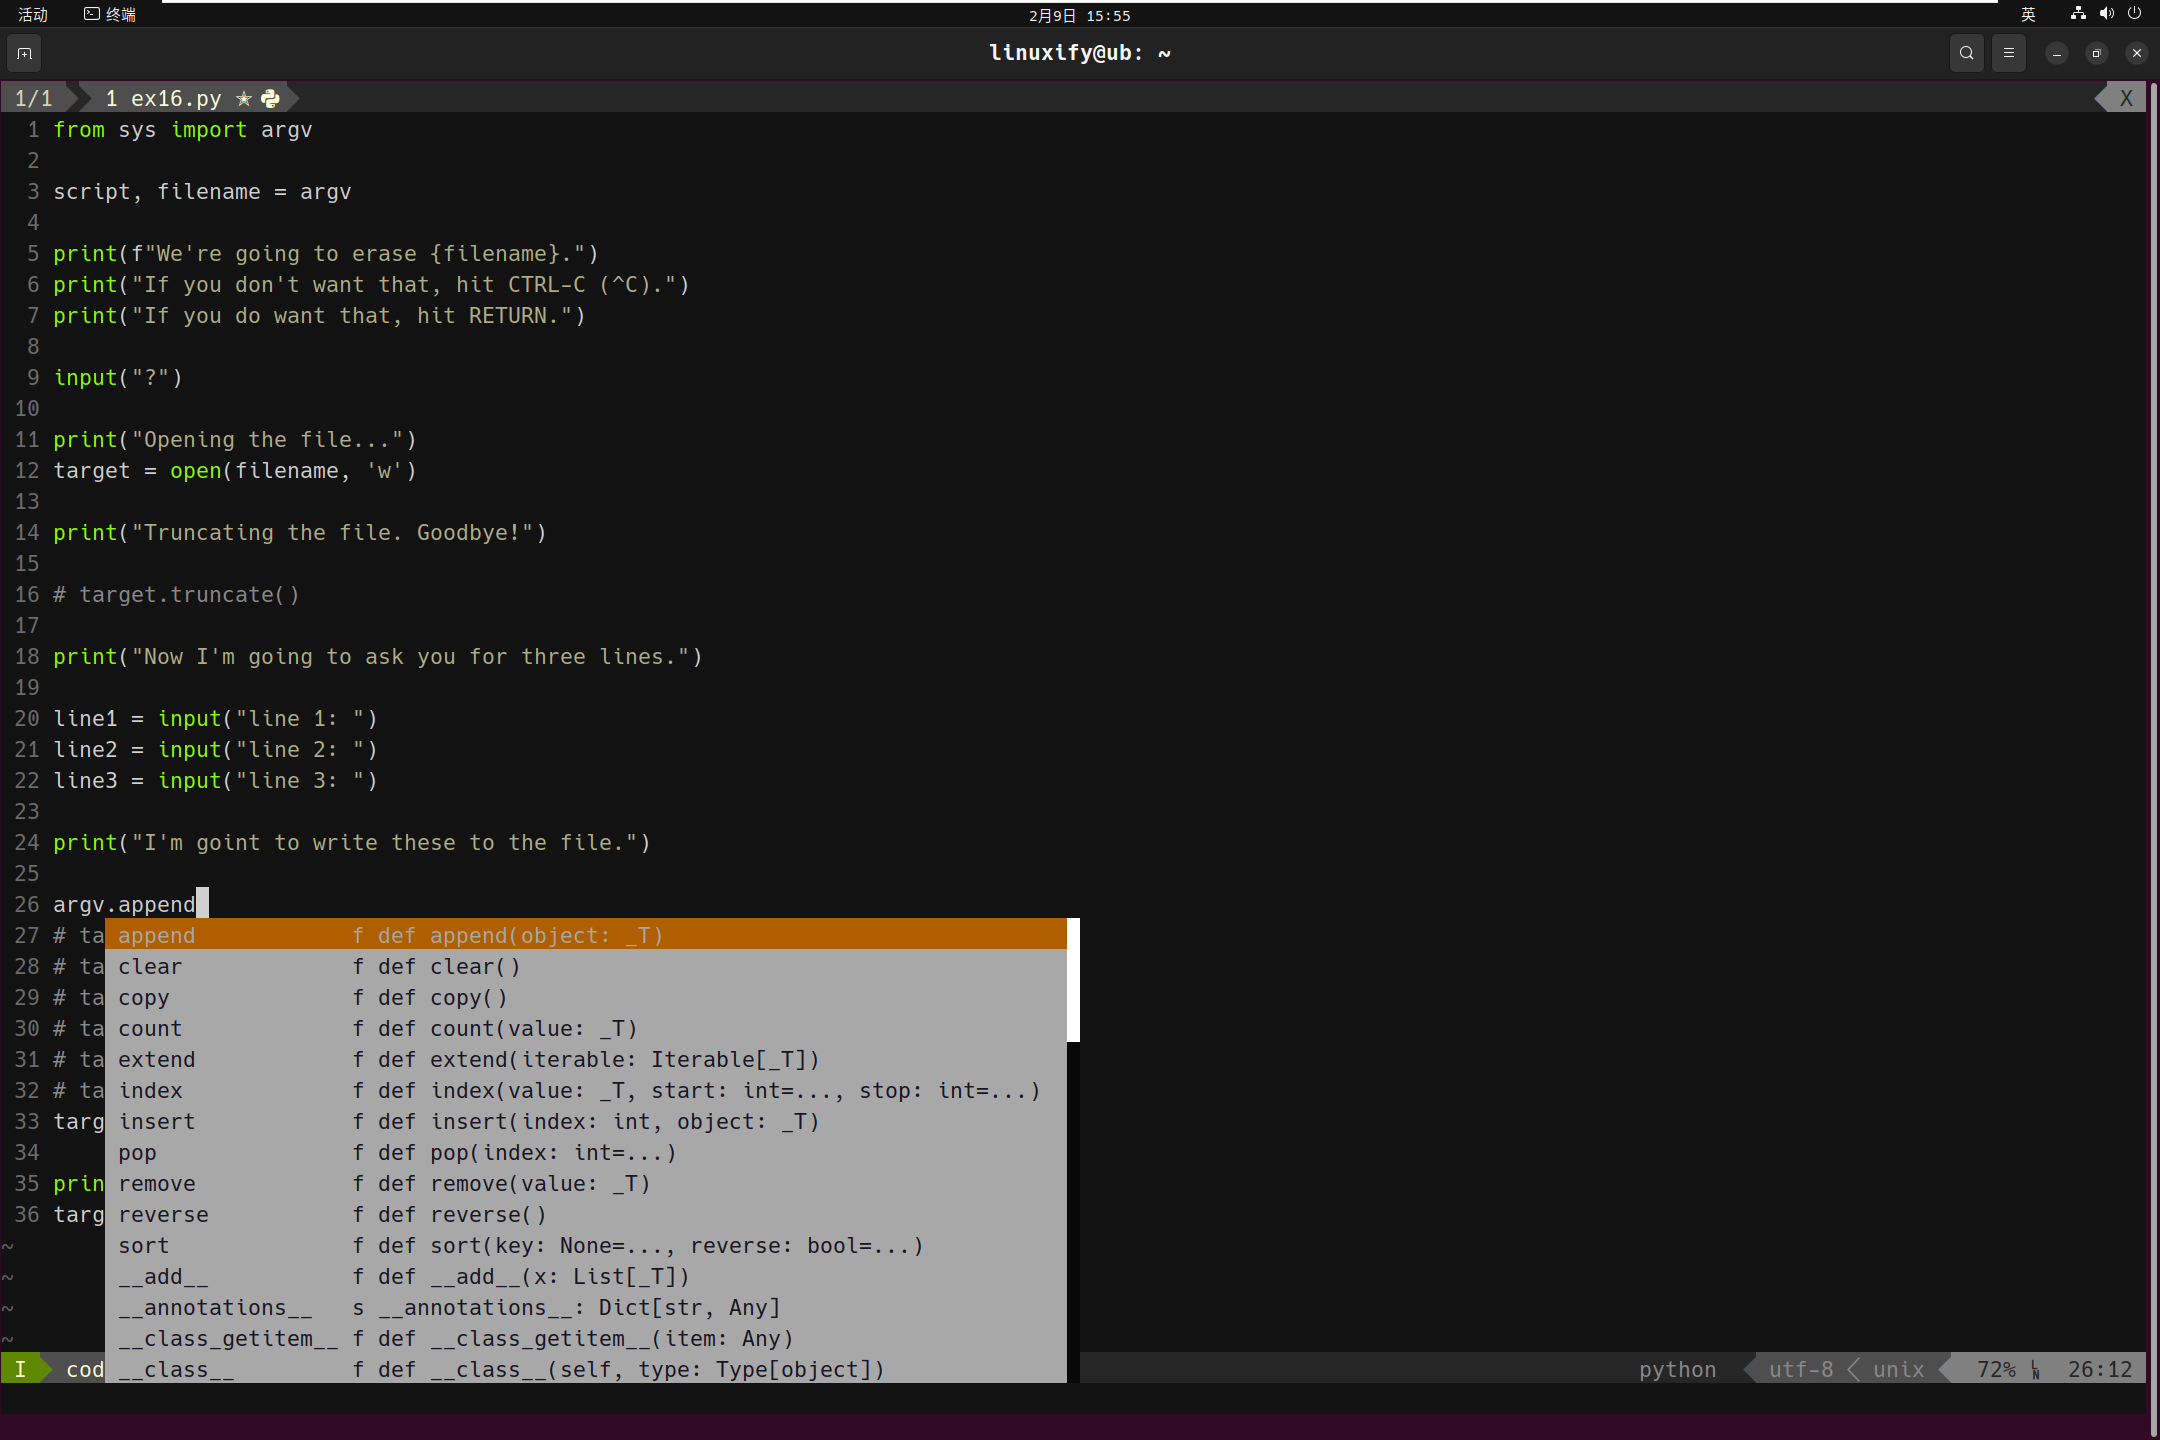 活动 终端 2月9日 15:55 英
linuxify@ub: ~
1/1 1 ex16.py X
1 from sys import argv
2
3 script, filename = argv
4
5 print(f"We're going to erase {filename}.")
6 print("If you don't want that, hit CTRL-C (^C).")
7 print("If you do want that, hit RETURN.")
8
9 input("?")
10
11 print("Opening the file...")
12 target = open(filename, 'w')
13
14 print("Truncating the file. Goodbye!")
15
16 # target.truncate()
17
18 print("Now I'm going to ask you for three lines.")
19
20 line1 = input("line 1: ")
21 line2 = input("line 2: ")
22 line3 = input("line 3: ")
23
24 print("I'm goint to write these to the file.")
25
26 argv.append
27 # ta append f def append(object: _T)
28 # ta clear f def clear()
29 # ta copy f def copy()
30 # ta count f def count(value: _T)
31 # ta extend f def extend(iterable: Iterable[_T])
32 # ta index f def index(value: _T, start: int=..., stop: int=...)
33 targ insert f def insert(index: int, object: _T)
34 pop f def pop(index: int=...)
35 prin remove f def remove(value: _T)
36 targ reverse f def reverse()
~ sort f def sort(key: None=..., reverse: bool=...)
~ __add__ f def __add__(x: List[_T])
~ __annotations__ s __annotations__: Dict[str, Any]
~ __class_getitem__ f def __class_getitem__(item: Any)
I cod __class__ f def __class__(self, type: Type[object]) python utf-8 unix 72% LN 26:12